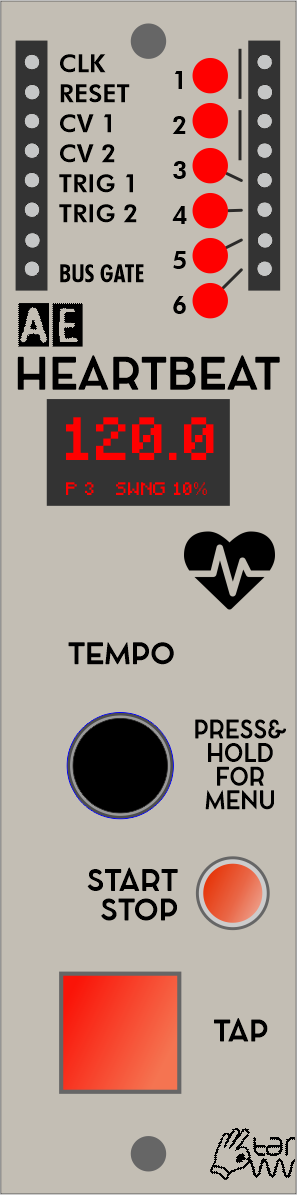 CLK
RESET
CV 1
CV 2
TRIG 1
TRIG 2
BUS GATE
1
2
3
4
5
6
AE
HEARTBEAT
120.0
P 3 SWNG 10%
TEMPO
PRESS&
HOLD
FOR
MENU
START
STOP
TAP